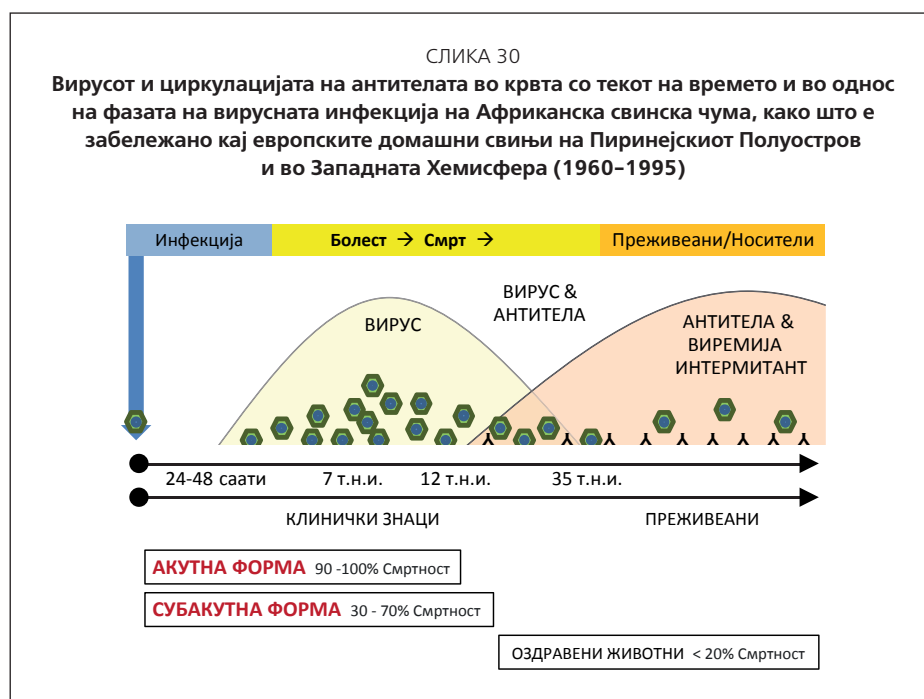 СЛИКА 30
Вирусот и циркулацијата на антителата во крвта со текот на времето и во однос
на фазата на вирусната инфекција на Африканска свинска чума, како што е
забележано кај европските домашни свињи на Пиринејскиот Полуостров
и во Западната Хемисфера (1960–1995)
Инфекција Болест → Смрт → Преживеани/Носители
ВИРУС
ВИРУС &
АНТИТЕЛА
АНТИТЕЛА &
ВИРЕМИЈА
ИНТЕРМИТАНТ
24-48 саати 7 т.н.и. 12 т.н.и. 35 т.н.и.
КЛИНИЧКИ ЗНАЦИ ПРЕЖИВЕАНИ
АКУТНА ФОРМА 90 -100% Смртност
СУБАКУТНА ФОРМА 30 - 70% Смртност
ОЗДРАВЕНИ ЖИВОТНИ < 20% Смртност